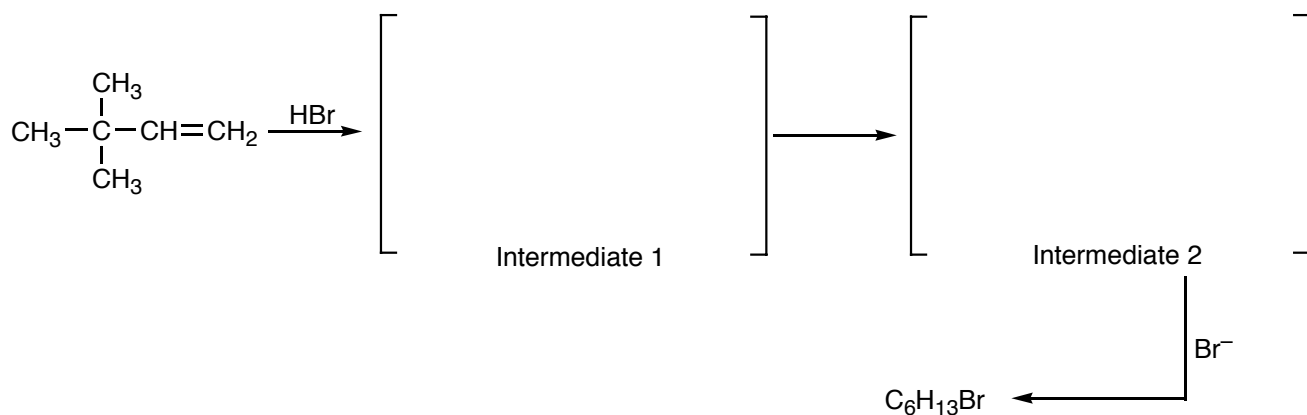 CH₃
CH₃—C—CH=CH₂ HBr
CH₃
Intermediate 1 Intermediate 2
Br⁻
C₆H₁₃Br